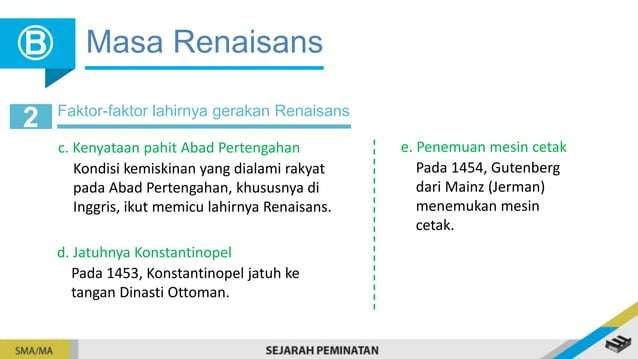 B
Masa Renaisans
2
Faktor-faktor lahirnya gerakan Renaisans
c. Kenyataan pahit Abad Pertengahan
Kondisi kemiskinan yang dialami rakyat
pada Abad Pertengahan, khususnya di
Inggris, ikut memicu lahirnya Renaisans.
d. Jatuhnya Konstantinopel
Pada 1453, Konstantinopel jatuh ke
tangan Dinasti Ottoman.
e. Penemuan mesin cetak
Pada 1454, Gutenberg
dari Mainz (Jerman)
menemukan mesin
cetak.
SMA/MA
SEJARAH PEMINATAN